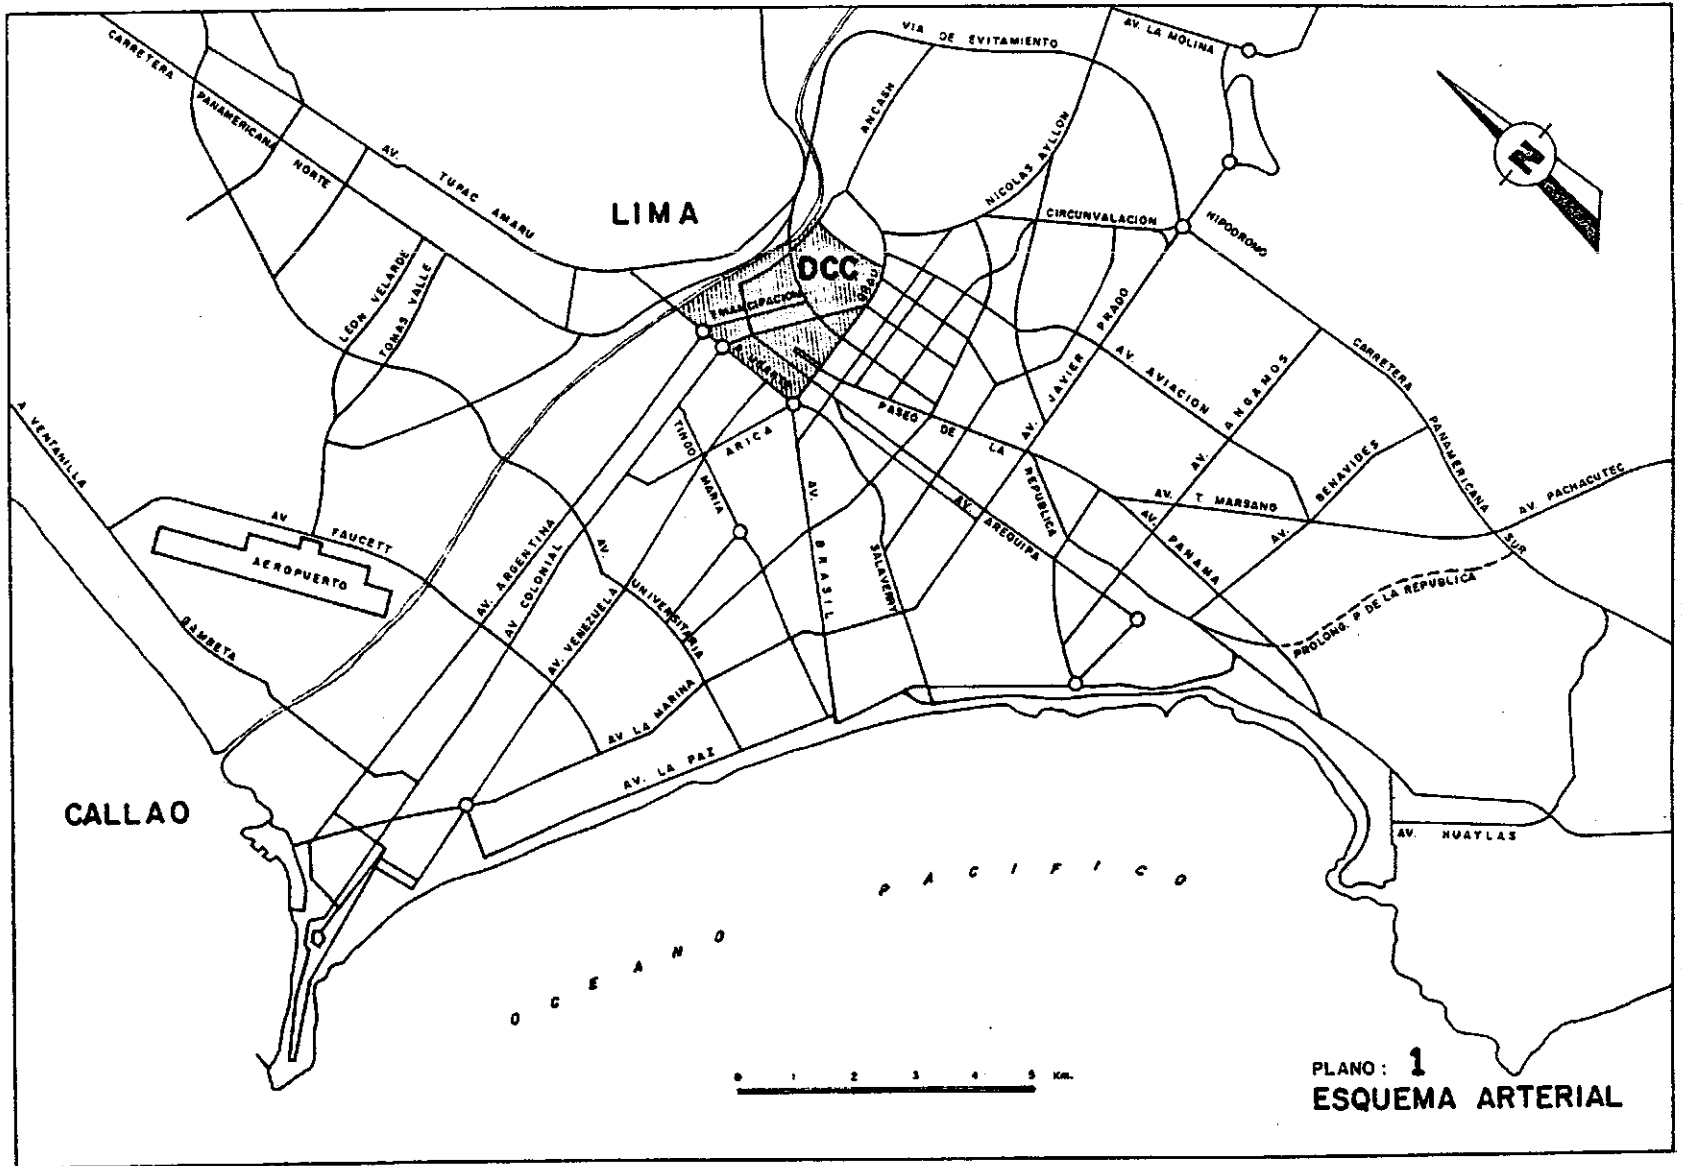 AV. LA MOLINA
VIA DE EVITAMIENTO
CARRETERA PANAMERICANA NORTE
ANCASH
NICOLAS AYLLON
AV. TUPAC AMARU
N
LIMA
CIRCUNVALACION
HIPODROMO
DCC
GRAU
EMANCIPACION
LEON VELARDE
TOMAS VALLE
AV. JAVIER PRADO
AV. AVIACION
AV. ANGAMOS
CARRETERA PANAMERICANA SUR
A VENTANILLA
PASEO DE LA REPUBLICA
TINGO MARIA
ARICA
AV. BRASIL
SALAVERRY
AV. AREQUIPA
AV. T. MARSANO
AV. BENAVIDES
AV. PACHACUTEC
AV. PANAMA
AV. FAUCETT
AEROPUERTO
AV. ARGENTINA
AV. COLONIAL
AV. VENEZUELA
AV. UNIVERSITARIA
PROLONG. P. DE LA REPUBLICA
GAMBETA
AV LA MARINA
AV. LA PAZ
CALLAO
AV. HUAYLAS
OCEANO PACIFICO
0 1 2 3 4 5 Km.
PLANO: 1
ESQUEMA ARTERIAL